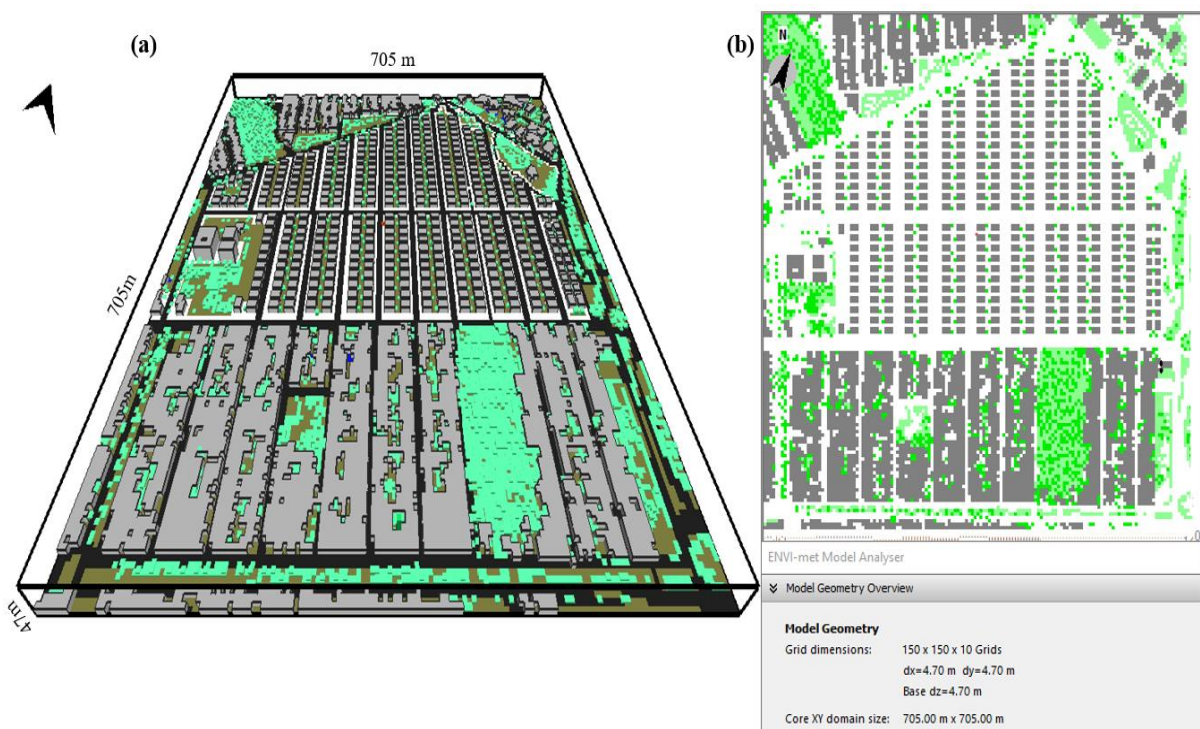 (a)
705 m
705m
47m
(b)
N
ENVI-met Model Analyser
Model Geometry Overview
Model Geometry
Grid dimensions: 150 x 150 x 10 Grids
dx=4.70 m dy=4.70 m
Base dz=4.70 m
Core XY domain size: 705.00 m x 705.00 m